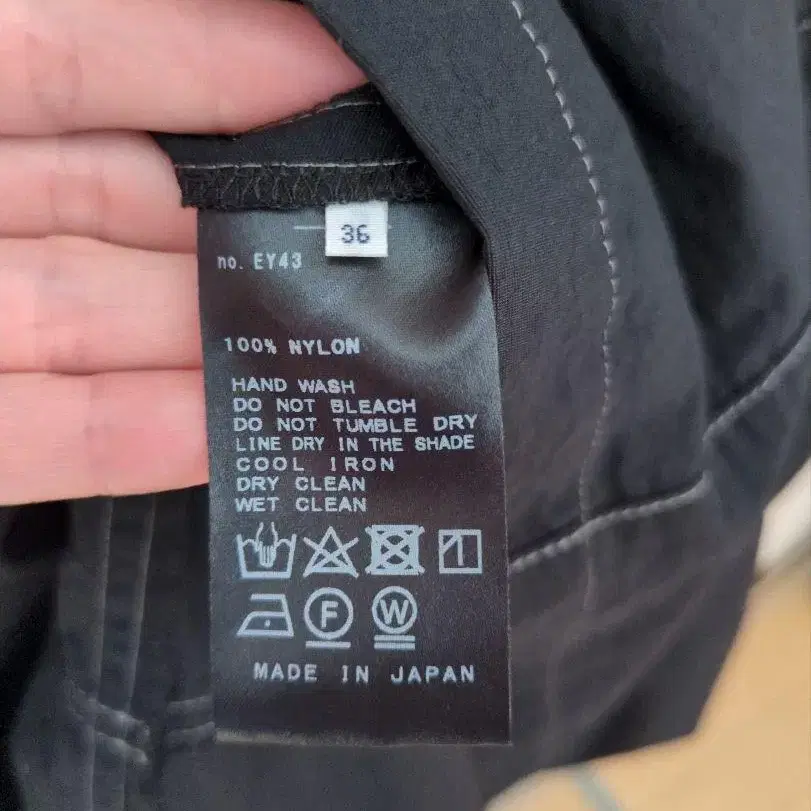 36
no. EY43
100% NYLON
HAND WASH
DO NOT BLEACH
DO NOT TUMBLE DRY
LINE DRY IN THE SHADE
COOL IRON
DRY CLEAN
WET CLEAN
F W
MADE IN JAPAN